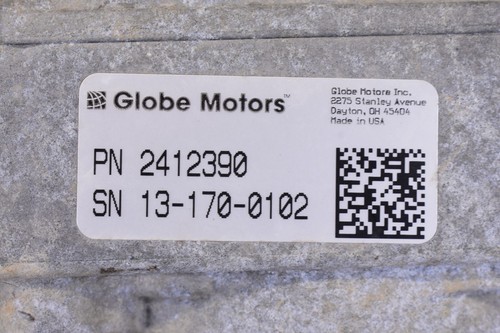 Globe Motors™
Globe Motors Inc.
2275 Stanley Avenue
Dayton, OH 45404
Made in USA
PN 2412390
SN 13-170-0102